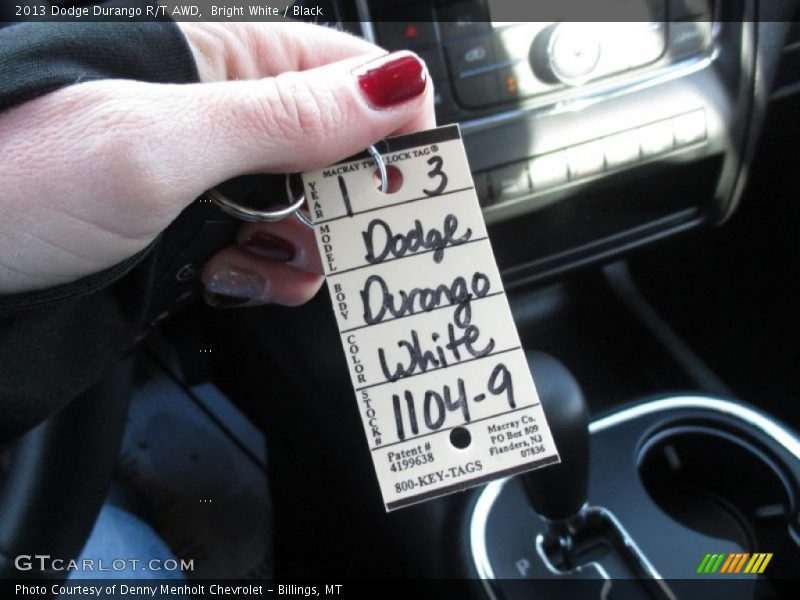 2013 Dodge Durango R/T AWD,  Bright White / Black
MACRAY TW LOCK TAG®
YEAR 13
MODEL Dodge
BODY Durango
COLOR White
STOCK# 1104-9
Patent #
4199638
Macray Co.
PO Box 809
Flanders, NJ
07836
800-KEY-TAGS
P
GTCARLOT.COM
Photo Courtesy of Denny Menholt Chevrolet - Billings, MT